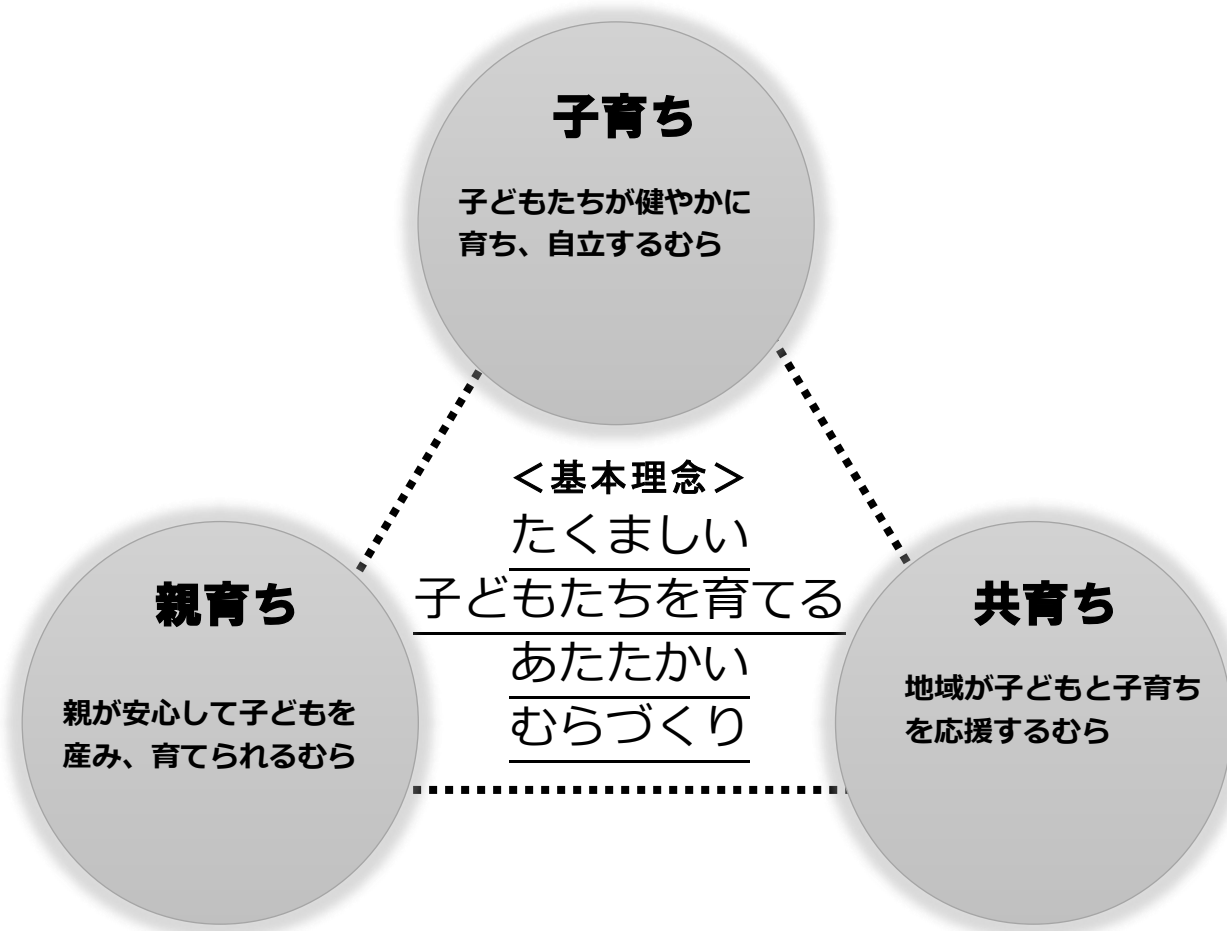 子育ち
子どもたちが健やかに
育ち、自立するむら
＜基本理念＞
たくましい
子どもたちを育てる
あたたかい
むらづくり
親育ち
親が安心して子どもを
産み、育てられるむら
共育ち
地域が子どもと子育ち
を応援するむら